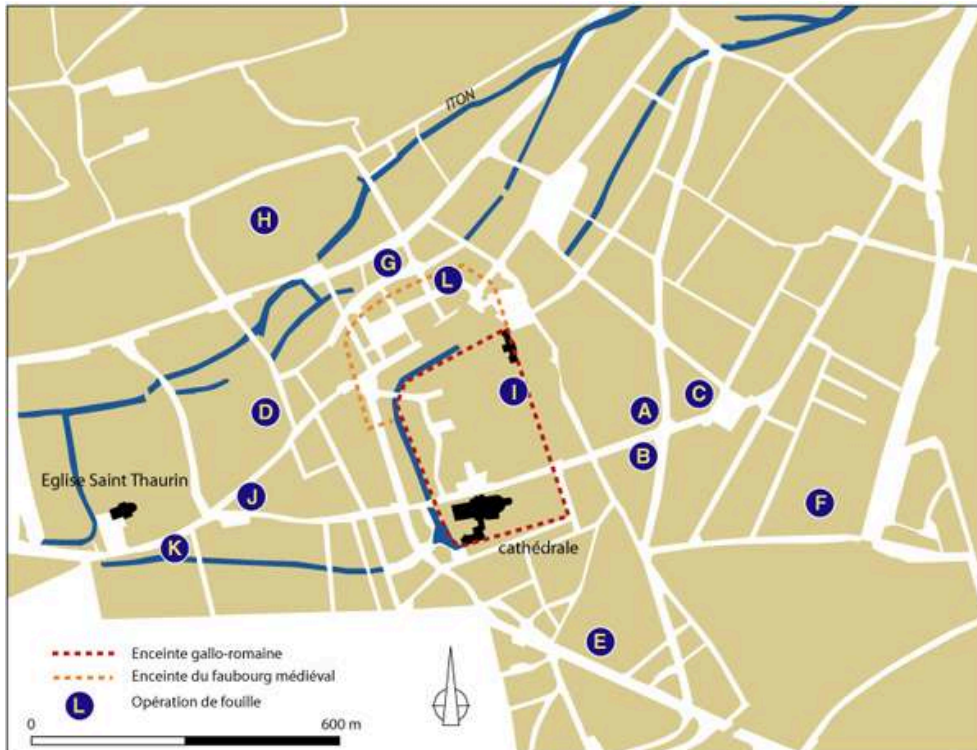 ITON
H
G
L
I
A
C
D
B
Eglise Saint Thaurin
J
F
K
cathédrale
E
Enceinte gallo-romaine
Enceinte du faubourg médiéval
L Opération de fouille
0 600 m